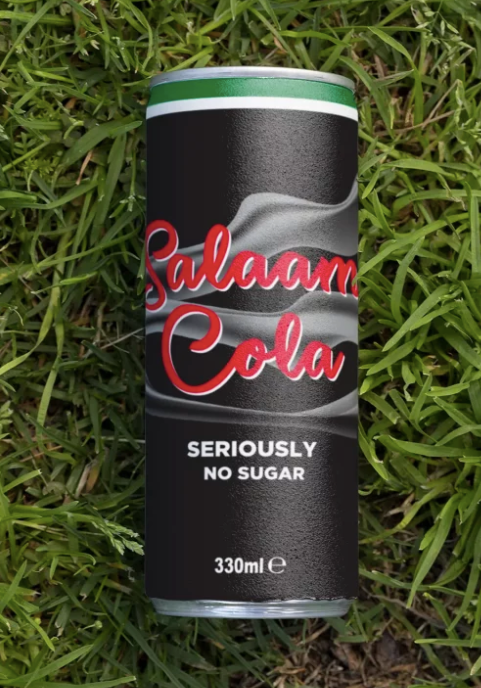 Salaam
Cola
SERIOUSLY
NO SUGAR
330ml ℮